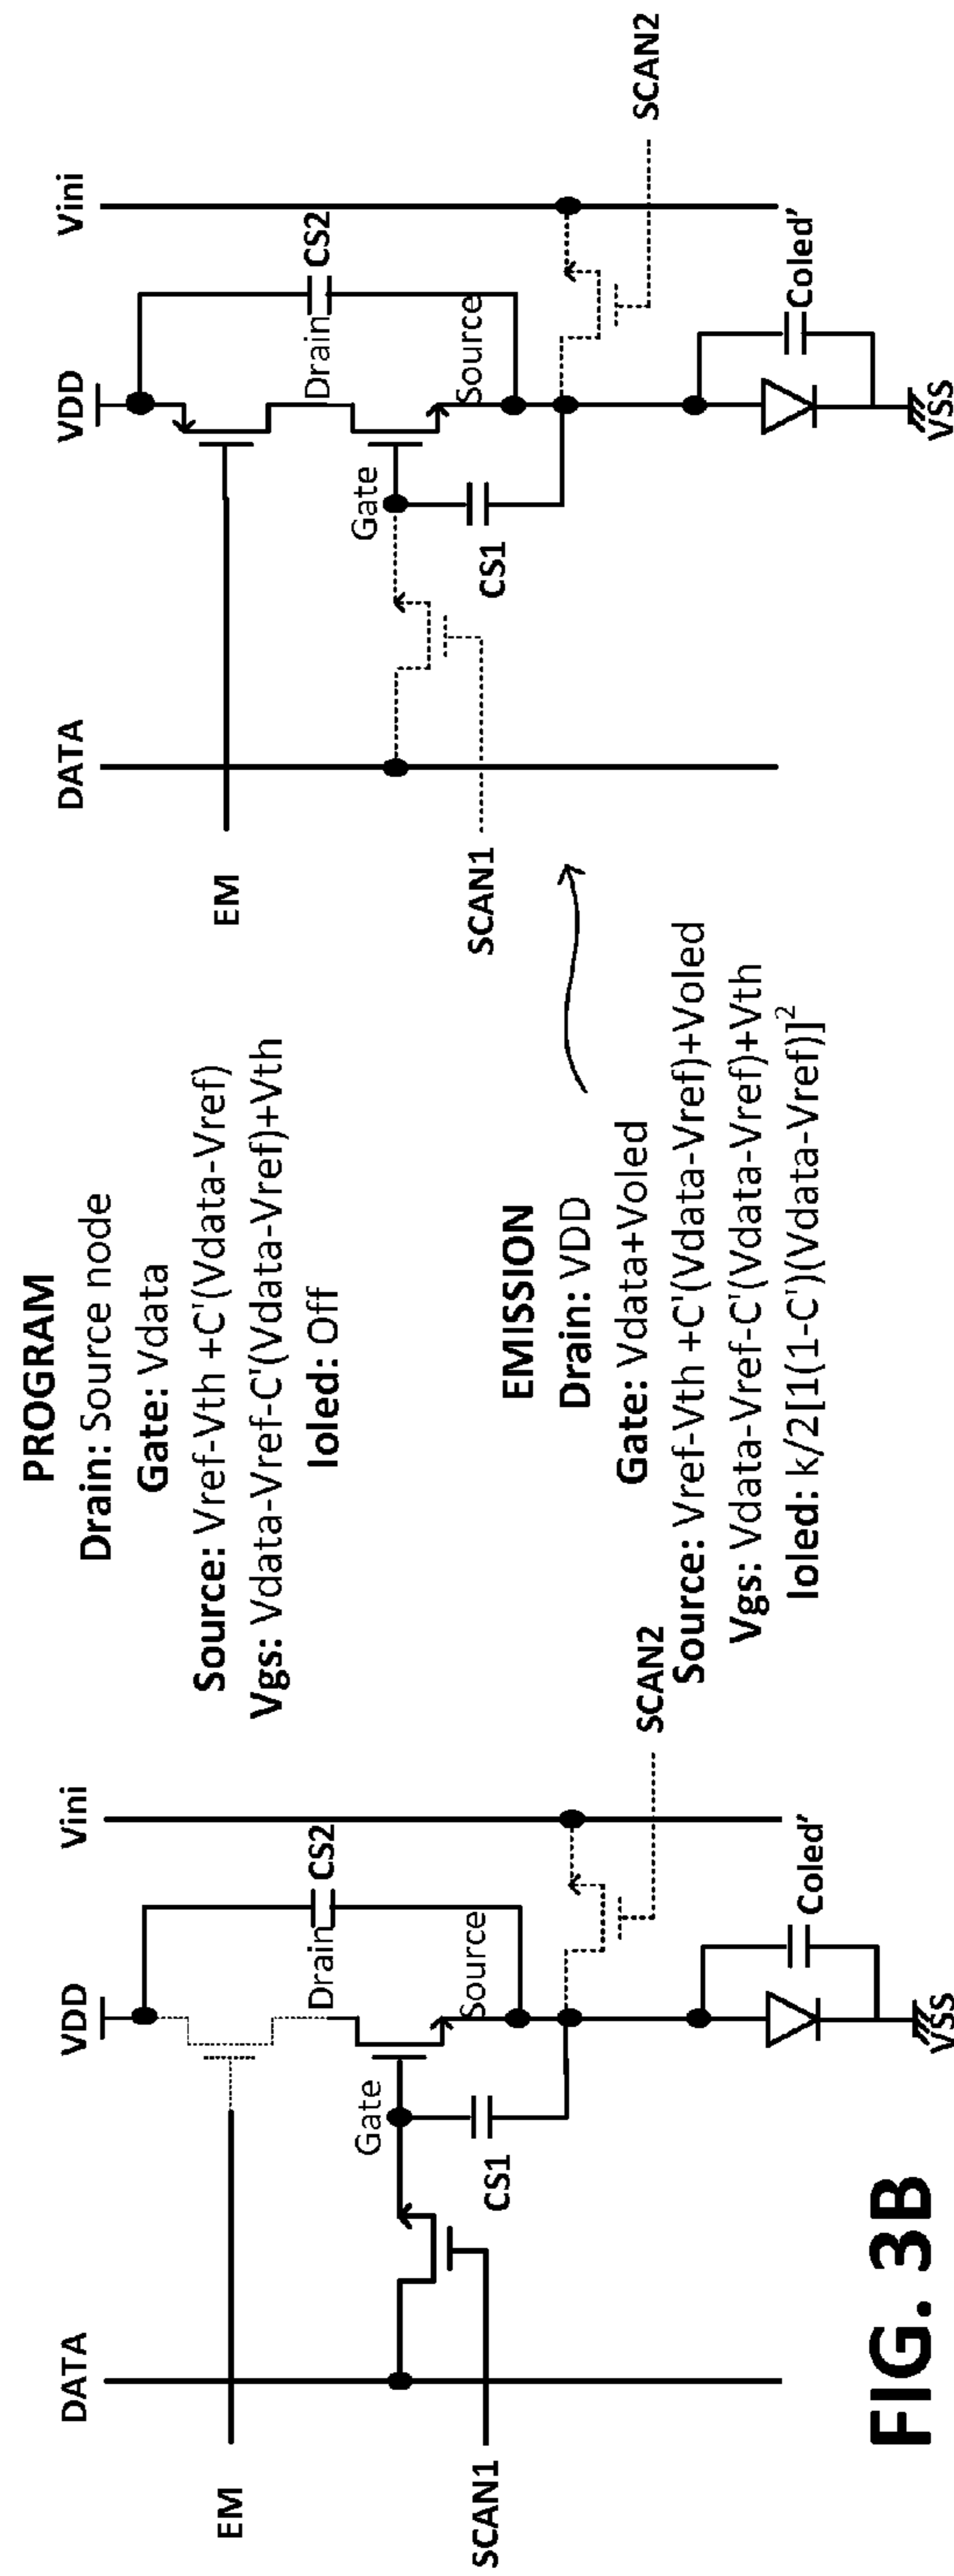 DATA
VDD
Vini
EM
Drain
CS2
Gate
Source
CS1
SCAN1
SCAN2
Coled'
VSS
PROGRAM
Drain: Source node
Gate: Vdata
Source: Vref-Vth +C'(Vdata-Vref)
Vgs: Vdata-Vref-C'(Vdata-Vref)+Vth
Ioled: Off
EMISSION
Drain: VDD
Gate: Vdata+Voled
Source: Vref-Vth +C'(Vdata-Vref)+Voled
Vgs: Vdata-Vref-C'(Vdata-Vref)+Vth
Ioled: k/2[1(1-C')(Vdata-Vref)]²
DATA
VDD
Vini
EM
Drain
CS2
Gate
Source
CS1
SCAN1
SCAN2
Coled'
VSS
FIG. 3B